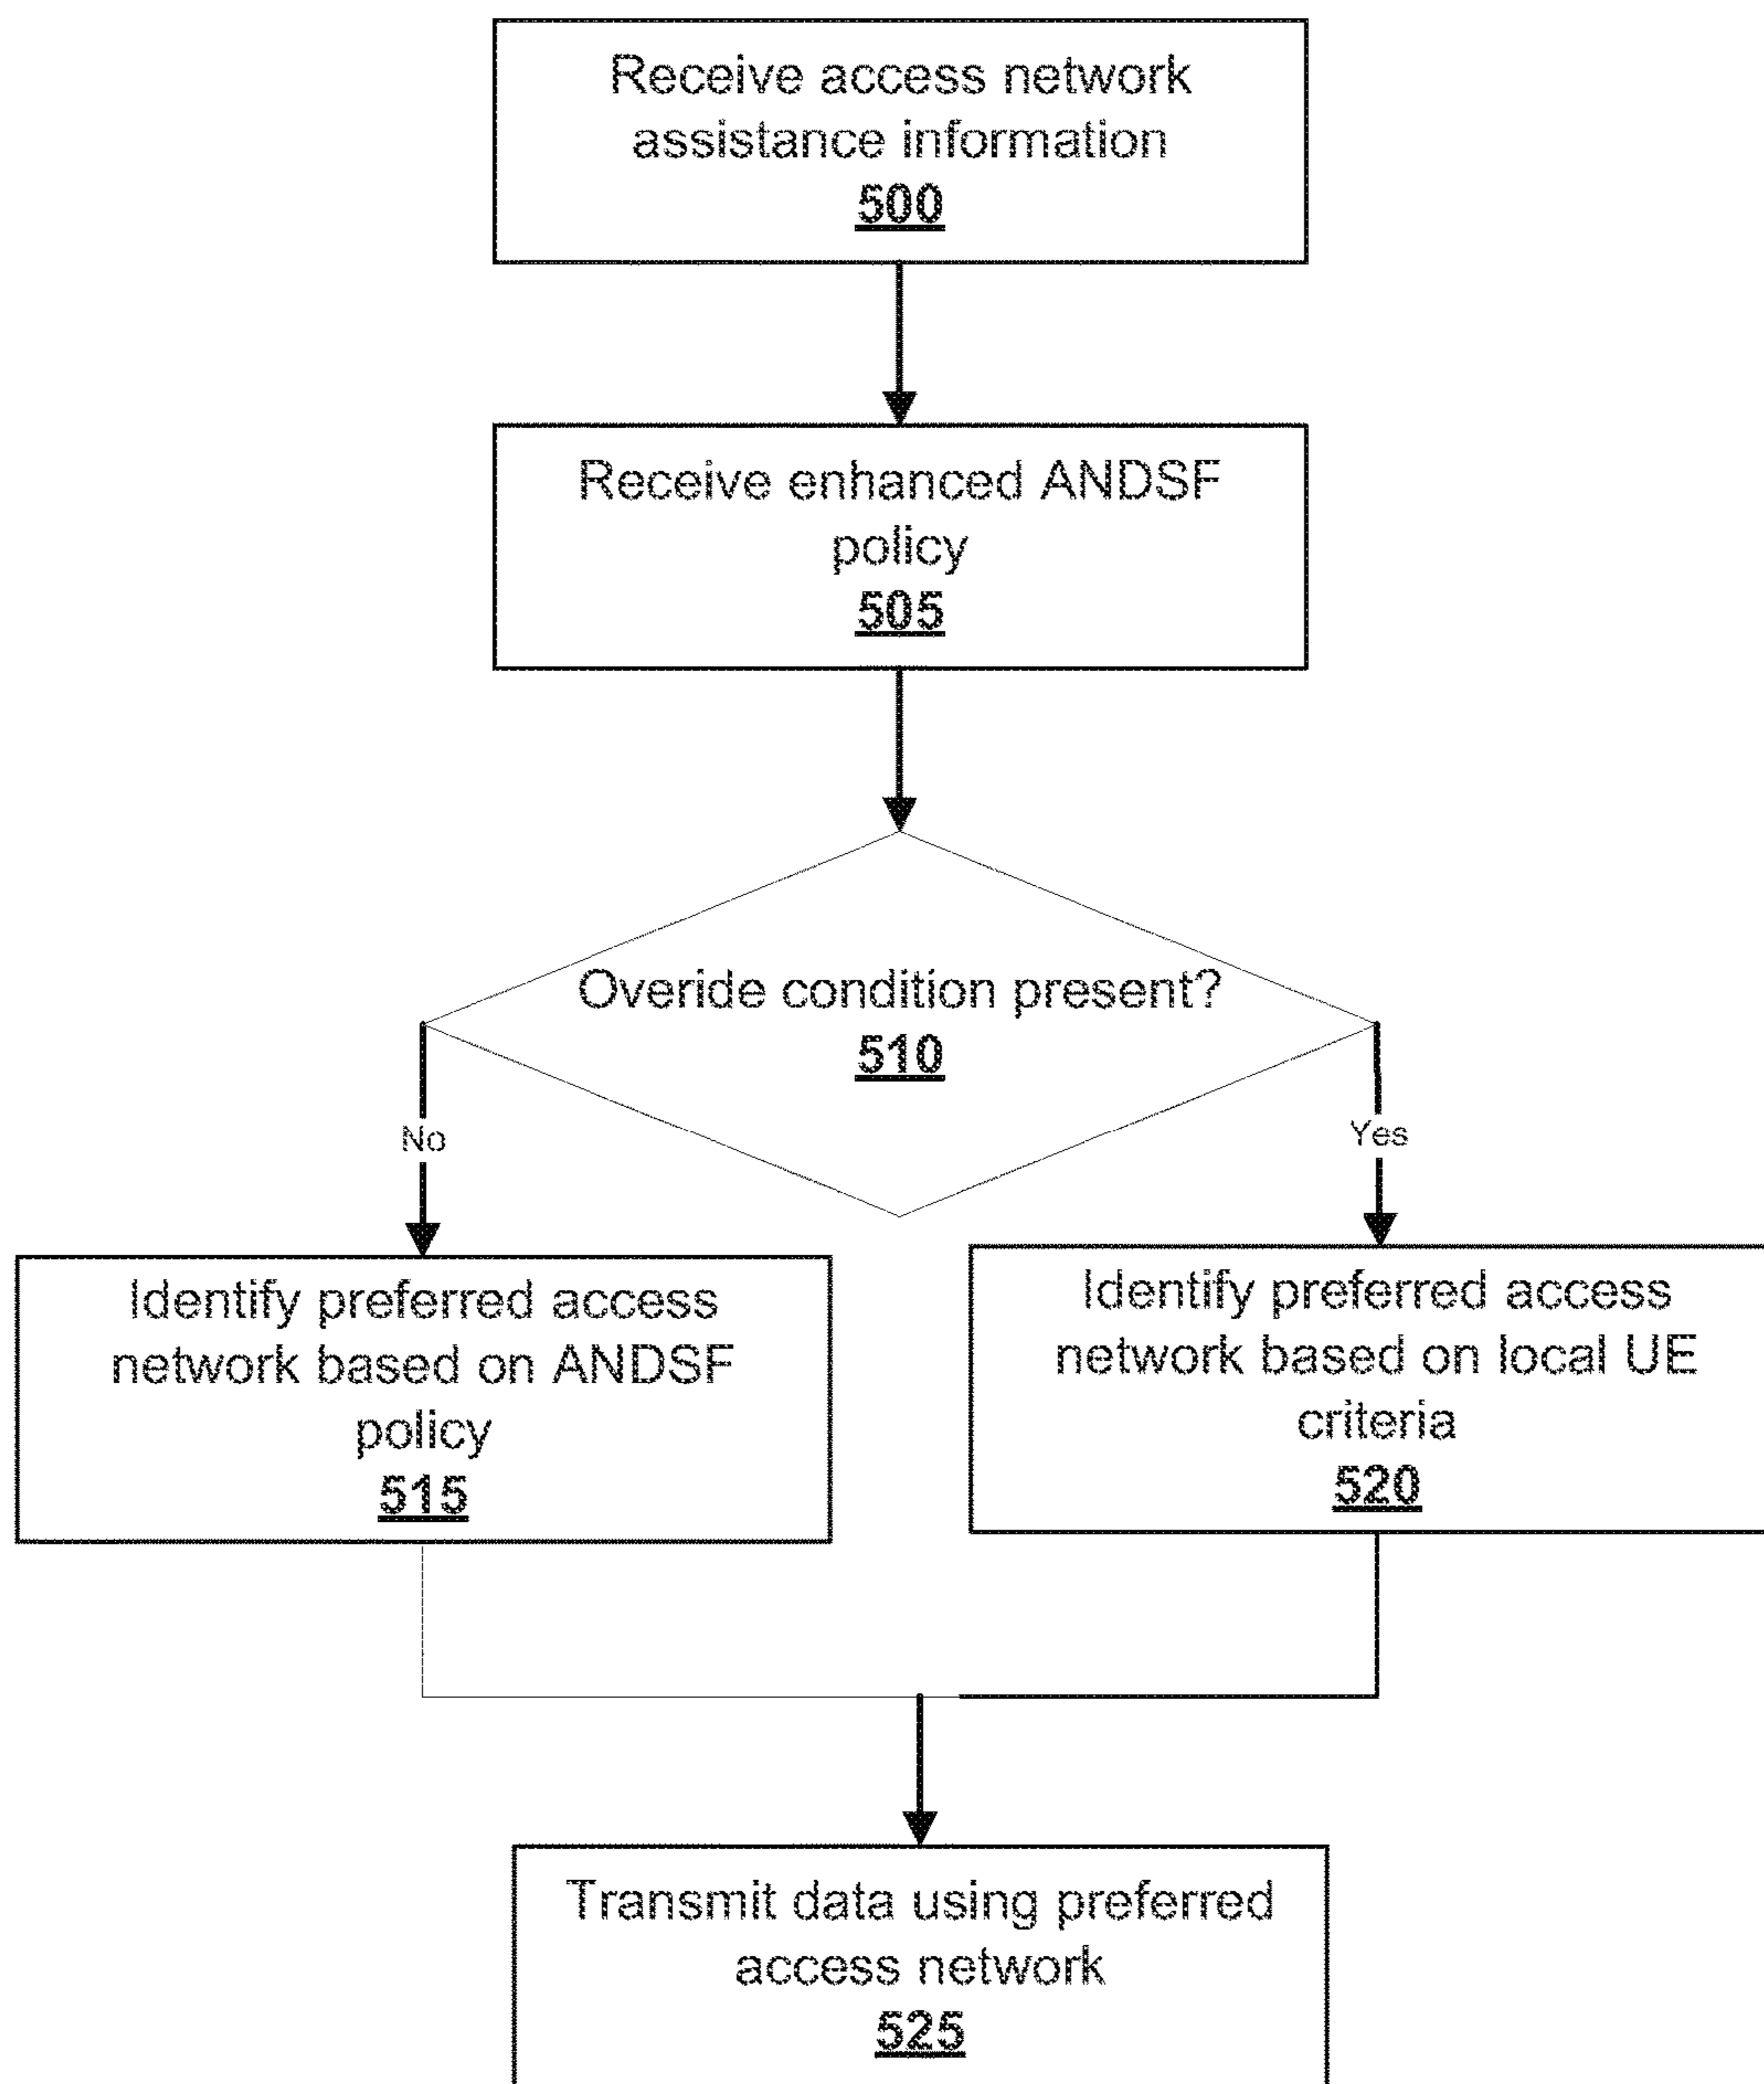 Receive access network
assistance information
500
Receive enhanced ANDSF
policy
505
Overide condition present?
510
No
Yes
Identify preferred access
network based on ANDSF
policy
515
Identify preferred access
network based on local UE
criteria
520
Transmit data using preferred
access network
525